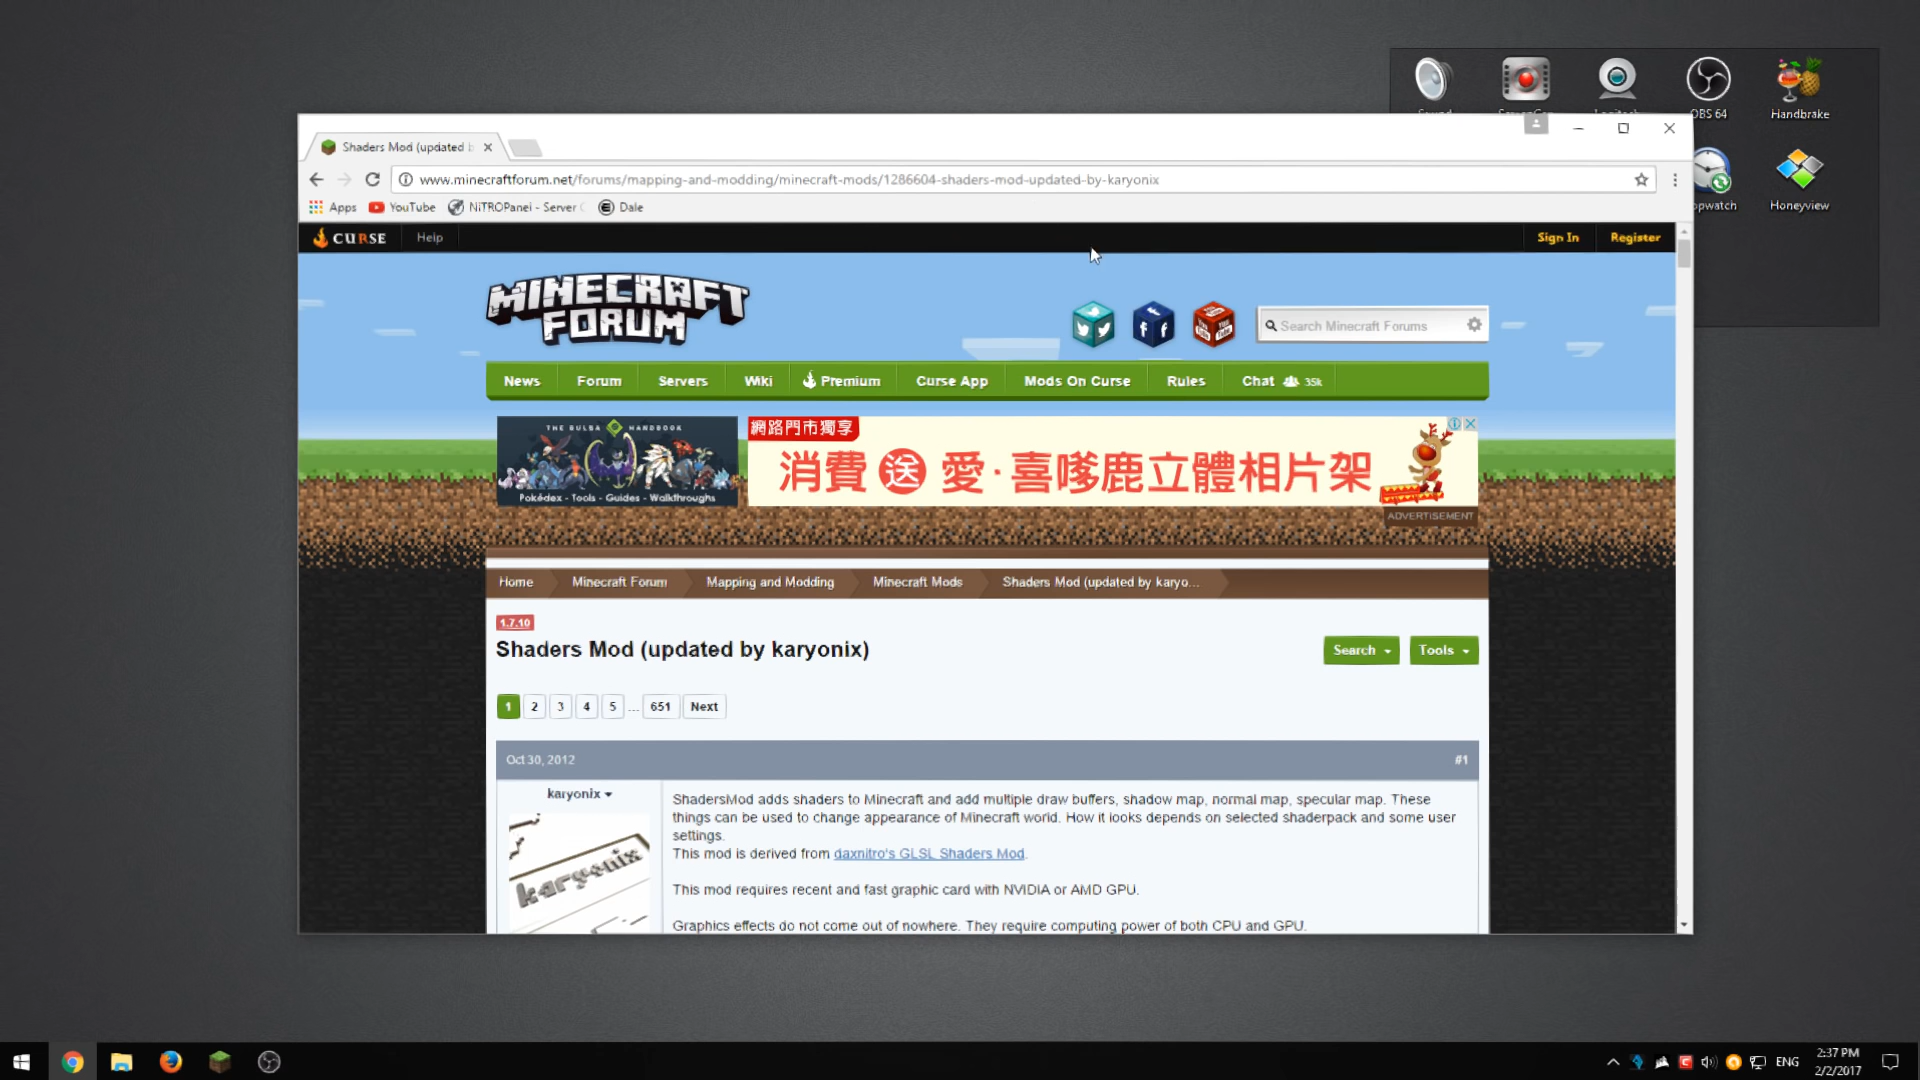 Handbrake
OBS 64
Honeyview
Shaders Mod (updated b
www.minecraftforum.net/forums/mapping-and-modding/minecraft-mods/1286604-shaders-mod-updated-by-karyonix
Apps YouTube NiTROPanel - Server Dale
CURSE Help Sign In Register
MINECRAFT
FORUM
Search Minecraft Forums
News Forum Servers Wiki Premium Curse App Mods On Curse Rules Chat 35k
THE BULBA HANDBOOK
Pokédex - Tools - Guides - Walkthroughs
網路門市獨享
消費送愛·喜嗲鹿立體相片架
ADVERTISEMENT
Home Minecraft Forum Mapping and Modding Minecraft Mods Shaders Mod (updated by karyo...
1.7.10
Shaders Mod (updated by karyonix)
Search Tools
1 2 3 4 5 ... 651 Next
Oct 30, 2012 #1
karyonix
karyonix
ShadersMod adds shaders to Minecraft and add multiple draw buffers, shadow map, normal map, specular map. These
things can be used to change appearance of Minecraft world. How it looks depends on selected shaderpack and some user
settings.
This mod is derived from daxnitro's GLSL Shaders Mod.
This mod requires recent and fast graphic card with NVIDIA or AMD GPU.
Graphics effects do not come out of nowhere. They require computing power of both CPU and GPU.
ENG
2:37 PM
2/2/2017